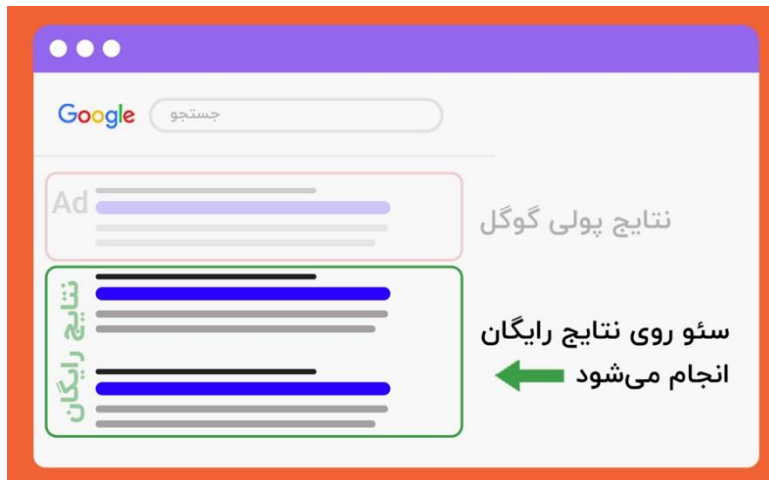 Google
جستجو
Ad
نتایج پولی گوگل
نتایج رایگان
سئو روی نتایج رایگان
انجام می‌شود